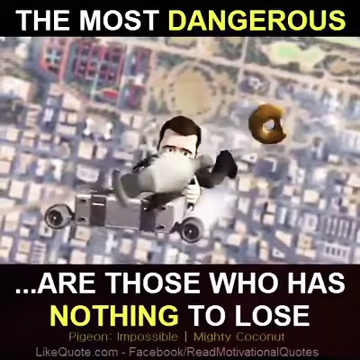 THE MOST DANGEROUS
...ARE THOSE WHO HAS
NOTHING TO LOSE
Pigeon: Impossible | Mighty Coconut
LikeQuote.com - Facebook/ReadMotivationalQuotes